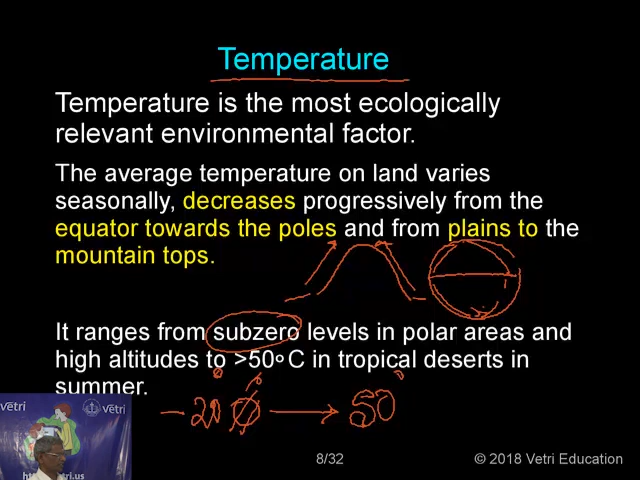 Temperature
Temperature is the most ecologically
relevant environmental factor.
The average temperature on land varies
seasonally, decreases progressively from the
equator towards the poles and from plains to the
mountain tops.
It ranges from subzero levels in polar areas and
high altitudes to >50°C in tropical deserts in
summer.
50°
vetri
vetri
8/32
© 2018 Vetri Education